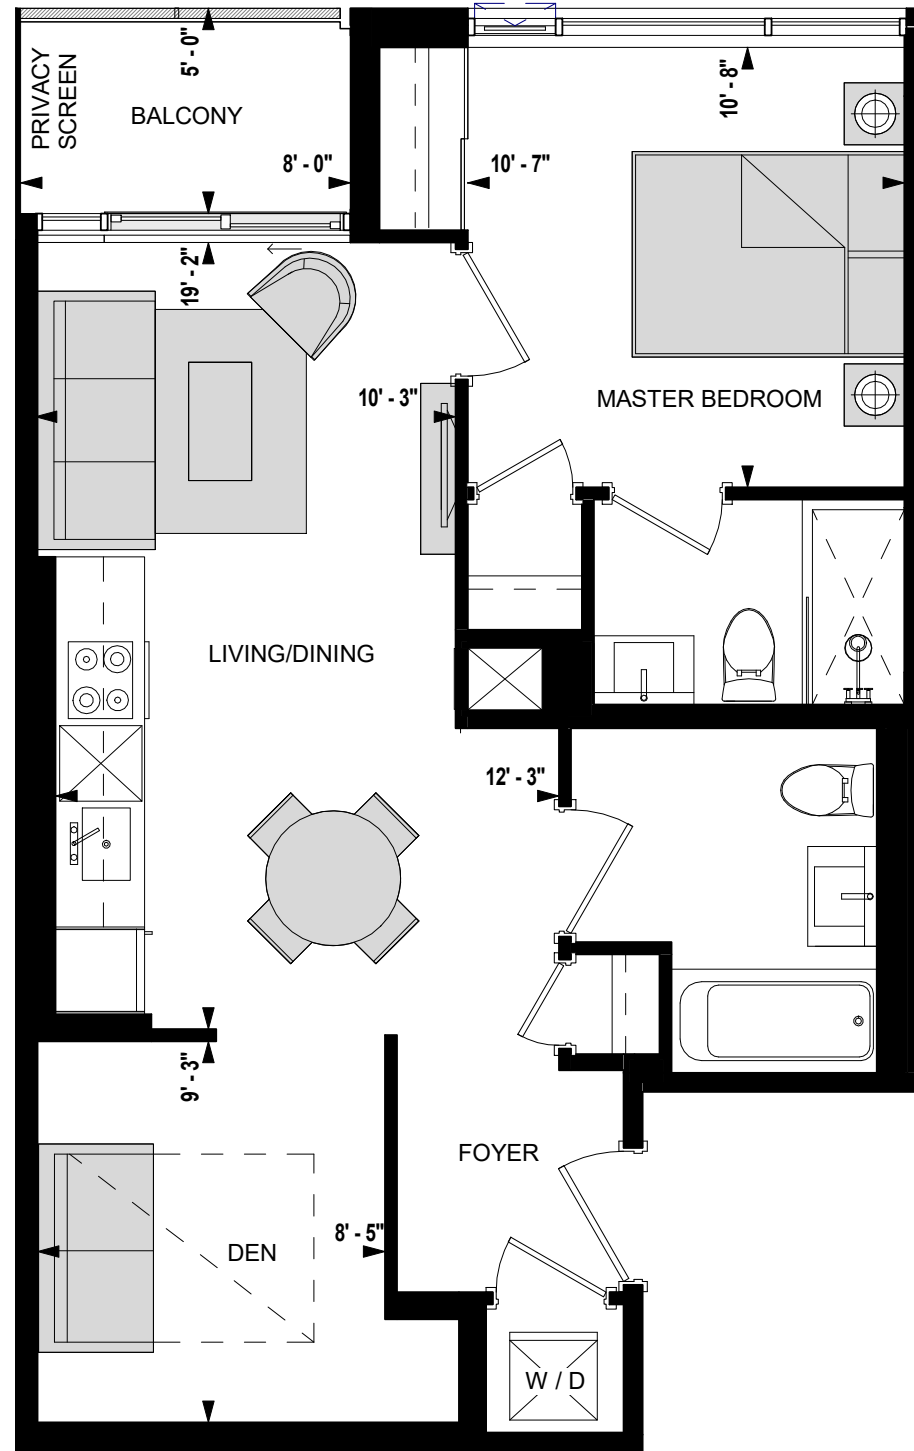 PRIVACY
SCREEN
BALCONY
5' - 0"
8' - 0"
10' - 7"
10' - 8"
19' - 2"
10' - 3"
MASTER BEDROOM
LIVING/DINING
12' - 3"
9' - 3"
FOYER
8' - 5"
DEN
W / D